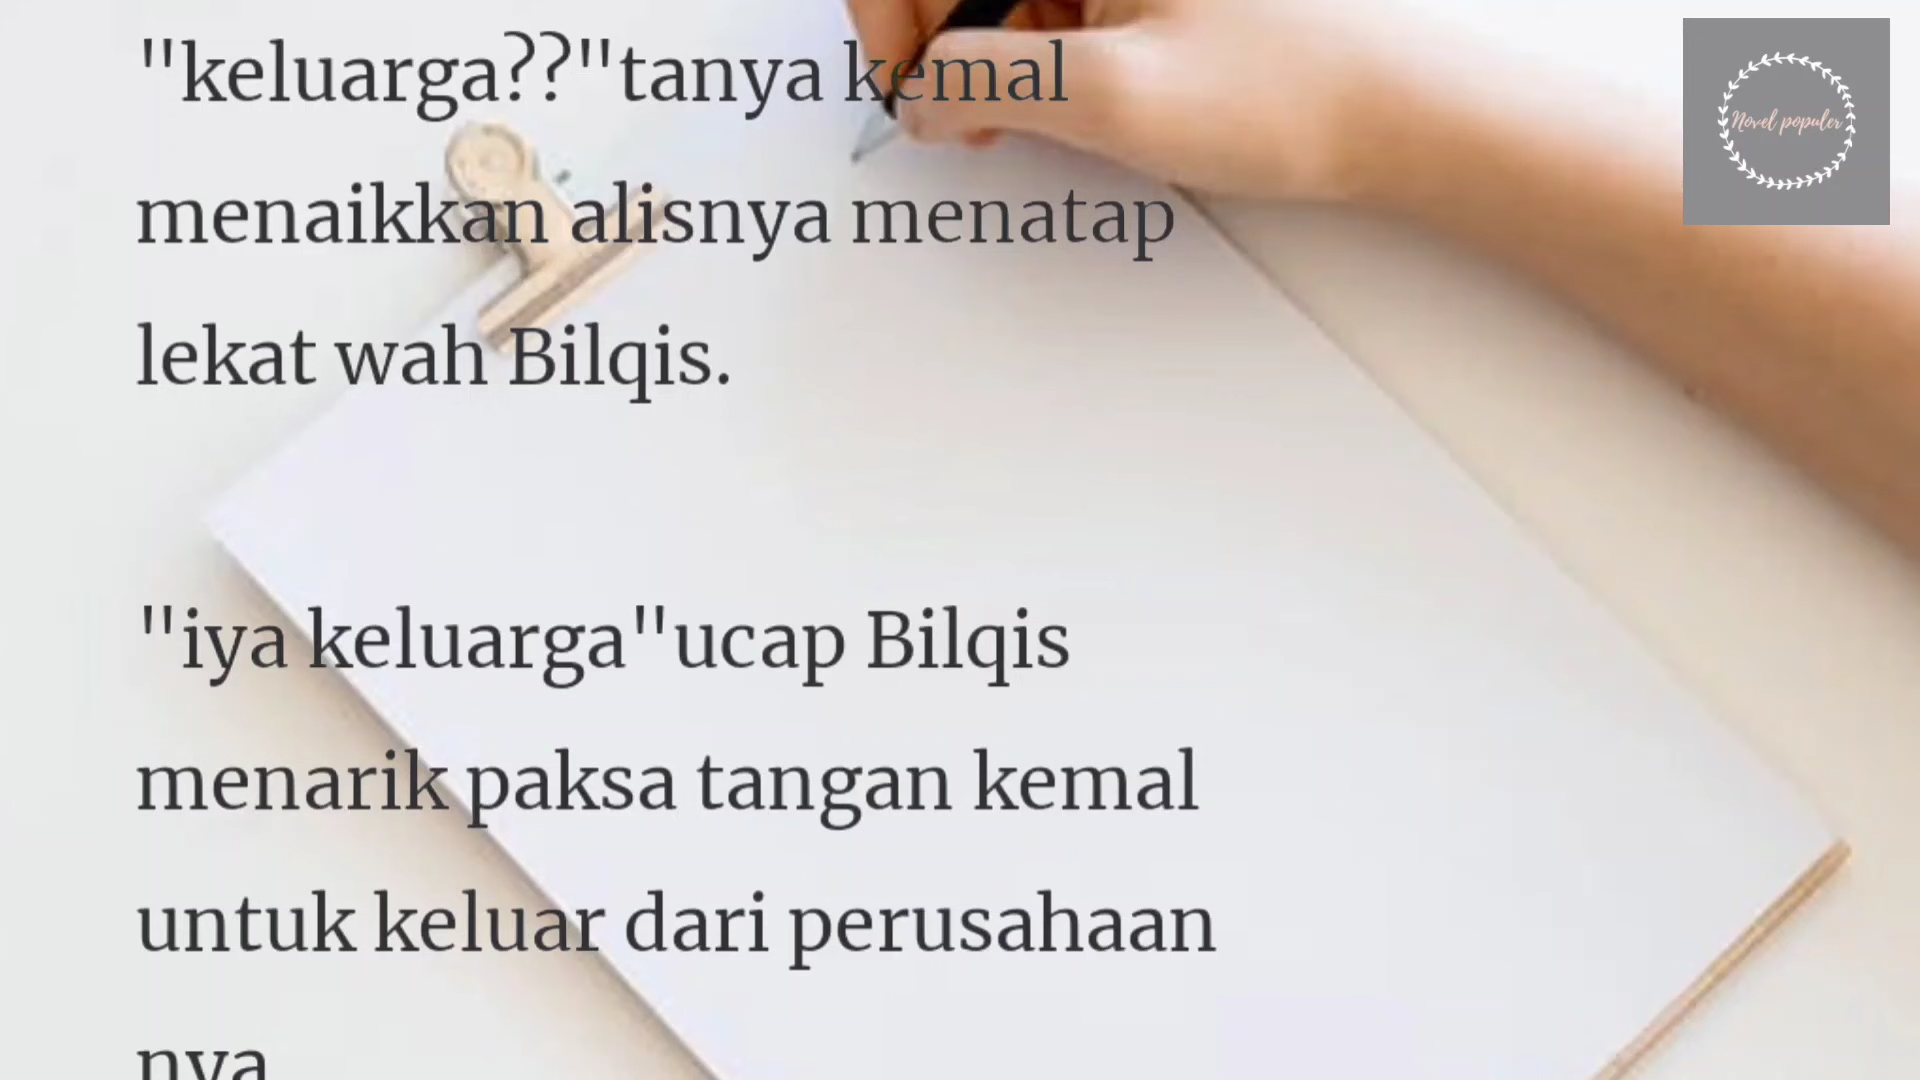 "keluarga??"tanya kemal
menaikkan alisnya menatap
lekat wah Bilqis.
"iya keluarga"ucap Bilqis
menarik paksa tangan kemal
untuk keluar dari perusahaan
nya
Novel populer